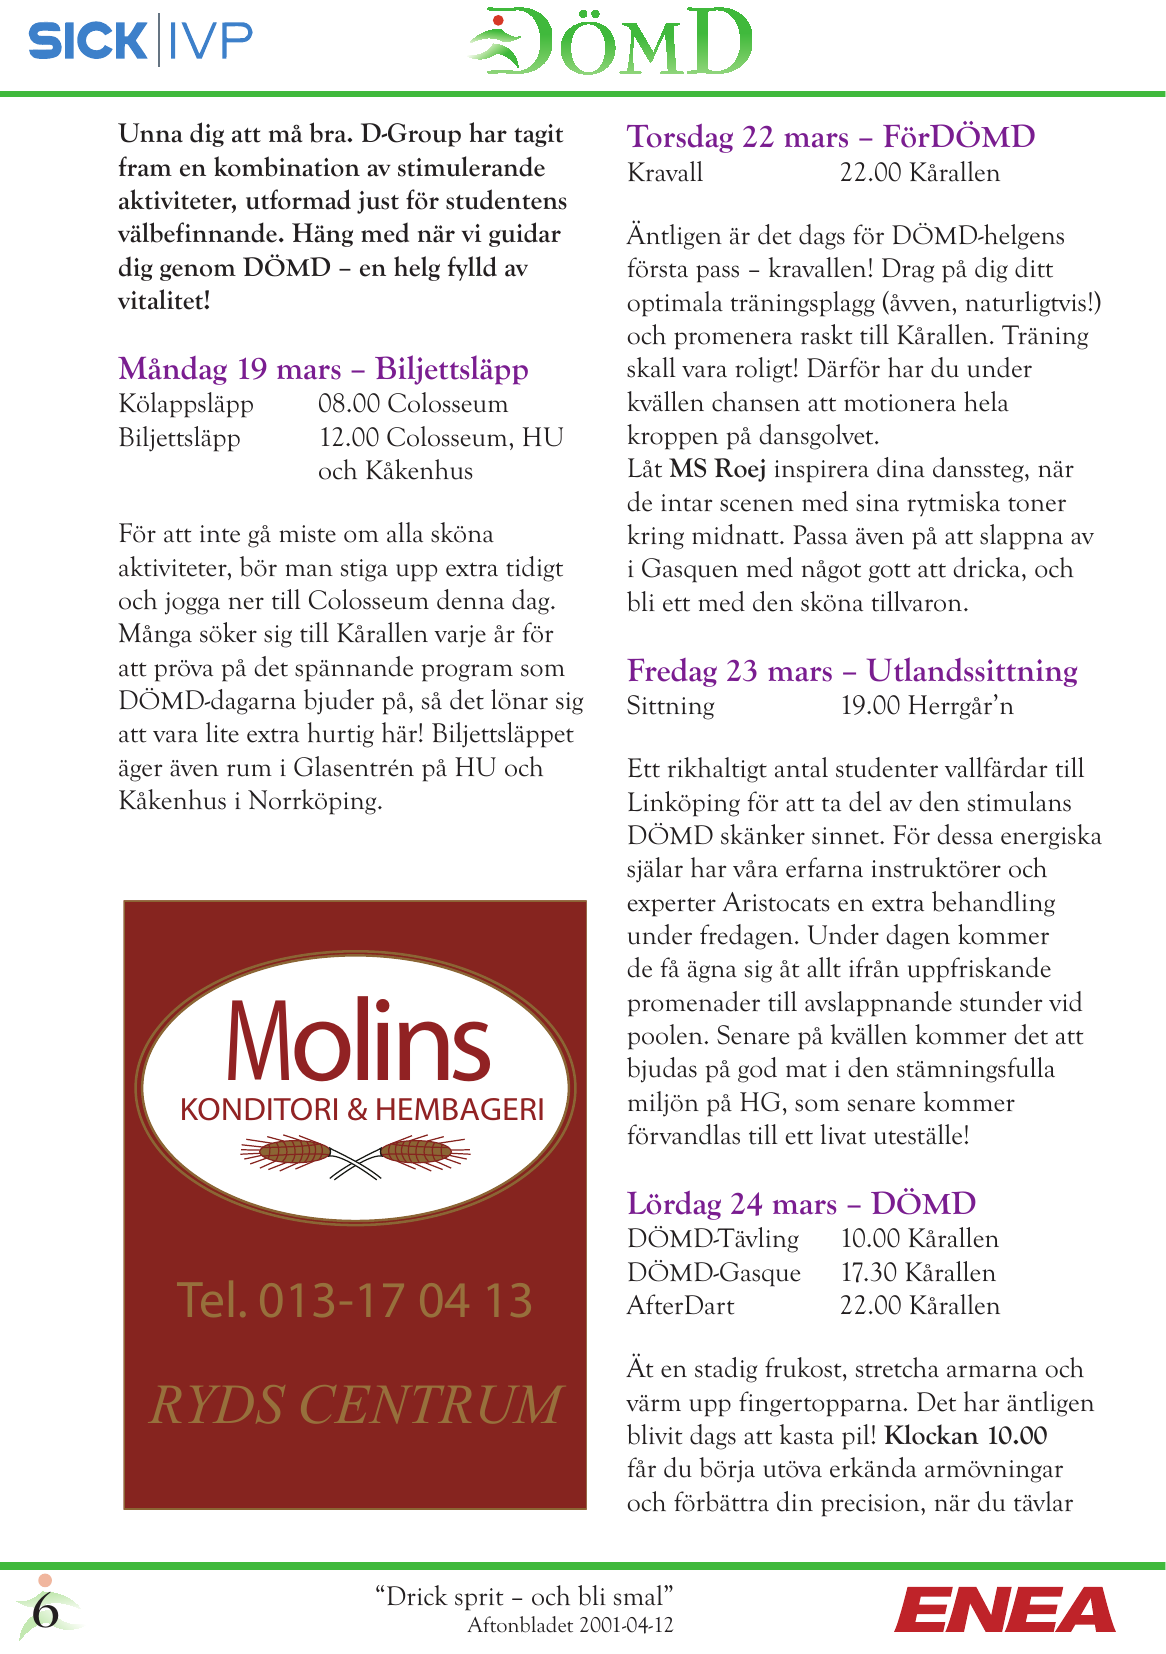 SICK IVP
DÖMD
Unna dig att må bra. D-Group har tagit
fram en kombination av stimulerande
aktiviteter, utformad just för studentens
välbefinnande. Häng med när vi guidar
dig genom DÖMD – en helg fylld av
vitalitet!
Måndag 19 mars – Biljettsläpp
Kölappsläpp 08.00 Colosseum
Biljettsläpp 12.00 Colosseum, HU
och Kåkenhus
För att inte gå miste om alla sköna
aktiviteter, bör man stiga upp extra tidigt
och jogga ner till Colosseum denna dag.
Många söker sig till Kårallen varje år för
att pröva på det spännande program som
DÖMD-dagarna bjuder på, så det lönar sig
att vara lite extra hurtig här! Biljettsläppet
äger även rum i Glasentrén på HU och
Kåkenhus i Norrköping.
Molins
KONDITORI & HEMBAGERI
Tel. 013-17 04 13
RYDS CENTRUM
Torsdag 22 mars – FörDÖMD
Kravall 22.00 Kårallen
Äntligen är det dags för DÖMD-helgens
första pass – kravallen! Drag på dig ditt
optimala träningsplagg (åvven, naturligtvis!)
och promenera raskt till Kårallen. Träning
skall vara roligt! Därför har du under
kvällen chansen att motionera hela
kroppen på dansgolvet.
Låt MS Roej inspirera dina danssteg, när
de intar scenen med sina rytmiska toner
kring midnatt. Passa även på att slappna av
i Gasquen med något gott att dricka, och
bli ett med den sköna tillvaron.
Fredag 23 mars – Utlandssittning
Sittning 19.00 Herrgår’n
Ett rikhaltigt antal studenter vallfärdar till
Linköping för att ta del av den stimulans
DÖMD skänker sinnet. För dessa energiska
själar har våra erfarna instruktörer och
experter Aristocats en extra behandling
under fredagen. Under dagen kommer
de få ägna sig åt allt ifrån uppfriskande
promenader till avslappnande stunder vid
poolen. Senare på kvällen kommer det att
bjudas på god mat i den stämningsfulla
miljön på HG, som senare kommer
förvandlas till ett livat uteställe!
Lördag 24 mars – DÖMD
DÖMD-Tävling 10.00 Kårallen
DÖMD-Gasque 17.30 Kårallen
AfterDart 22.00 Kårallen
Ät en stadig frukost, stretcha armarna och
värm upp fingertopparna. Det har äntligen
blivit dags att kasta pil! Klockan 10.00
får du börja utöva erkända armövningar
och förbättra din precision, när du tävlar
6
“Drick sprit – och bli smal”
Aftonbladet 2001-04-12
ENEA